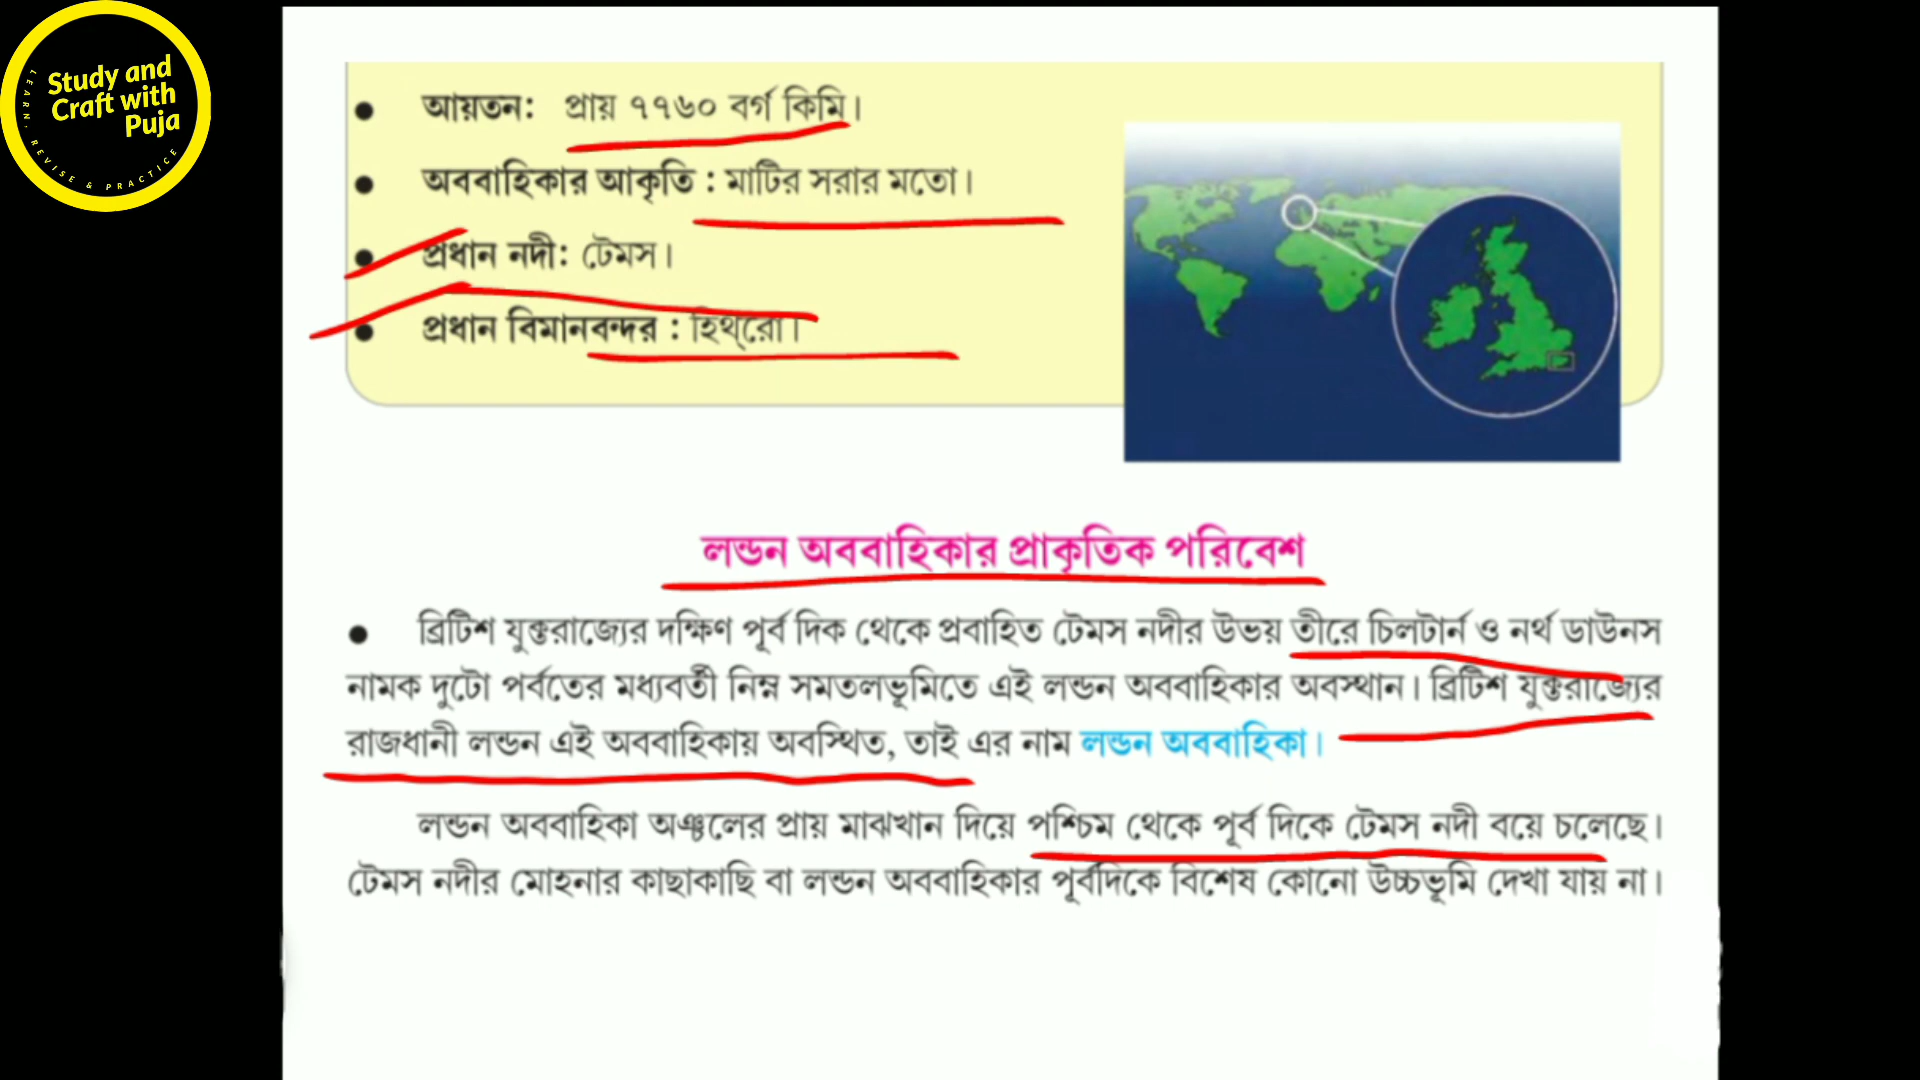 Study and
Craft with
Puja
LEARN, REVISE & PRACTICE
● আয়তন: প্রায় ৭৭৬০ বর্গ কিমি।
● অববাহিকার আকৃতি : মাটির সরার মতো।
● প্রধান নদী: টেমস।
● প্রধান বিমানবন্দর : হিথ্‌রো।
লন্ডন অববাহিকার প্রাকৃতিক পরিবেশ
● ব্রিটিশ যুক্তরাজ্যের দক্ষিণ পূর্ব দিক থেকে প্রবাহিত টেমস নদীর উভয় তীরে চিলটার্ন ও নর্থ ডাউনস
নামক দুটো পর্বতের মধ্যবর্তী নিম্ন সমতলভূমিতে এই লন্ডন অববাহিকার অবস্থান। ব্রিটিশ যুক্তরাজ্যের
রাজধানী লন্ডন এই অববাহিকায় অবস্থিত, তাই এর নাম লন্ডন অববাহিকা।
লন্ডন অববাহিকা অঞ্চলের প্রায় মাঝখান দিয়ে পশ্চিম থেকে পূর্ব দিকে টেমস নদী বয়ে চলেছে।
টেমস নদীর মোহনার কাছাকাছি বা লন্ডন অববাহিকার পূর্বদিকে বিশেষ কোনো উচ্চভূমি দেখা যায় না।